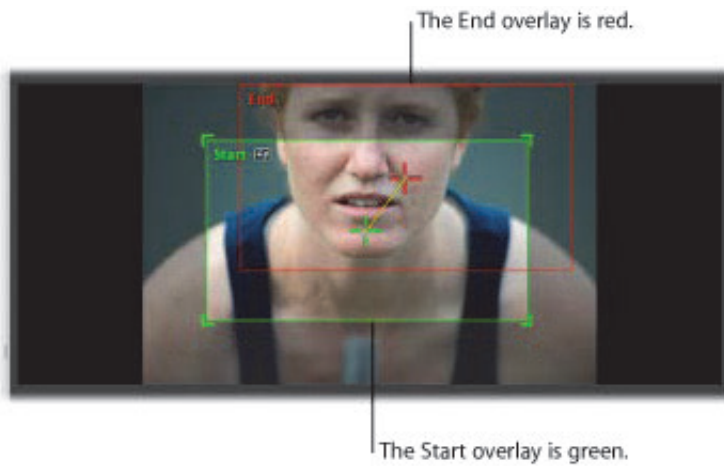 The End overlay is red.
End
Start
The Start overlay is green.